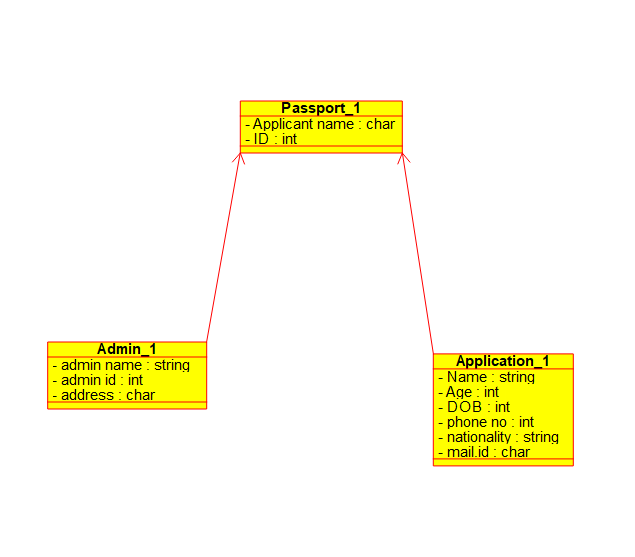 Passport_1
- Applicant name : char
- ID : int
Admin_1
- admin name : string
- admin id : int
- address : char
Application_1
- Name : string
- Age : int
- DOB : int
- phone no : int
- nationality : string
- mail.id : char